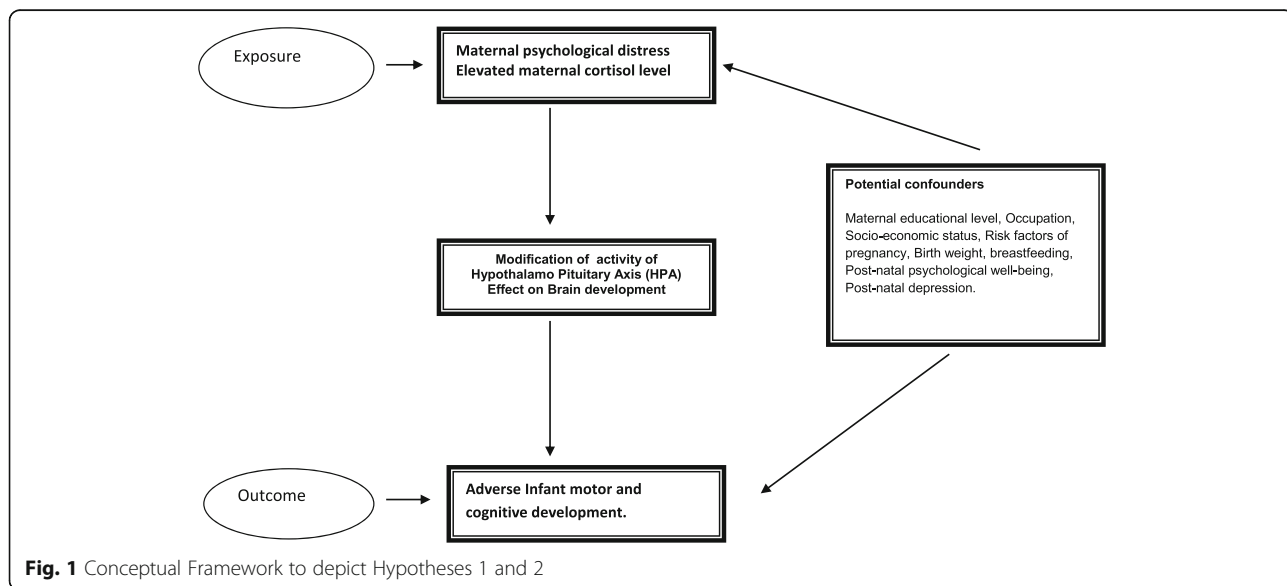 Exposure
Maternal psychological distress
Elevated maternal cortisol level
Potential confounders
Maternal educational level, Occupation,
Socio-economic status, Risk factors of
pregnancy, Birth weight, breastfeeding,
Post-natal psychological well-being,
Post-natal depression.
Modification of activity of
Hypothalamo Pituitary Axis (HPA)
Effect on Brain development
Outcome
Adverse Infant motor and
cognitive development.
Fig. 1 Conceptual Framework to depict Hypotheses 1 and 2